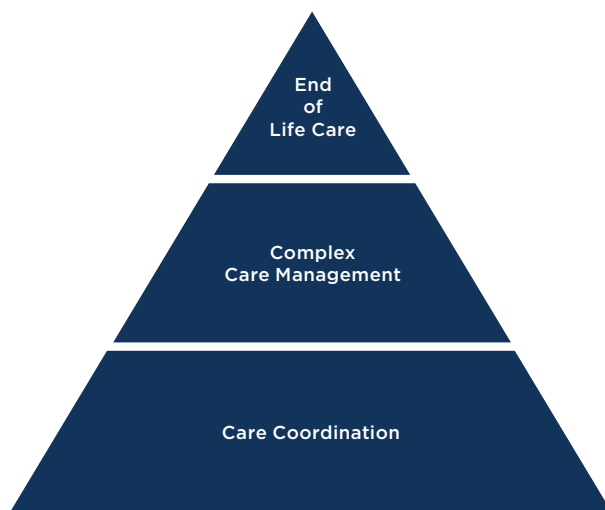 End
of
Life Care
Complex
Care Management
Care Coordination